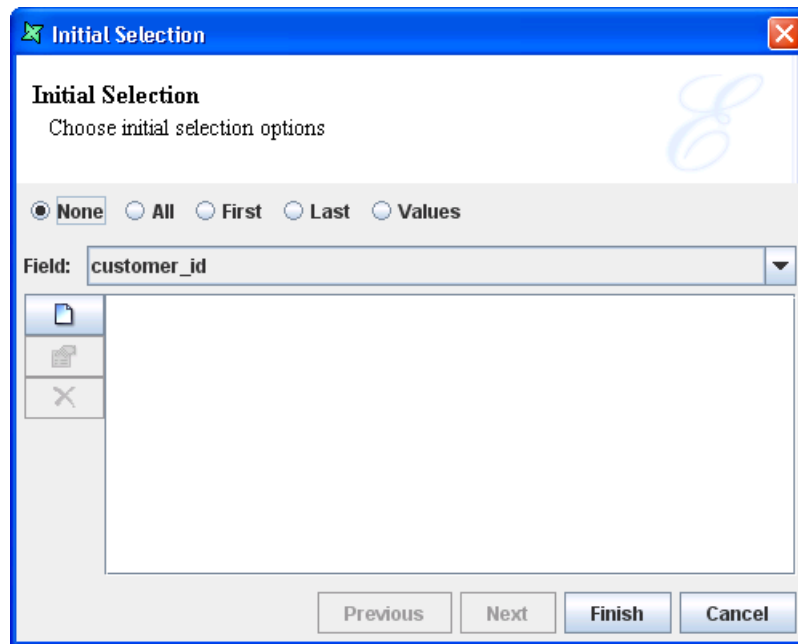 Initial Selection
Initial Selection
Choose initial selection options
None All First Last Values
Field: customer_id
Previous Next Finish Cancel